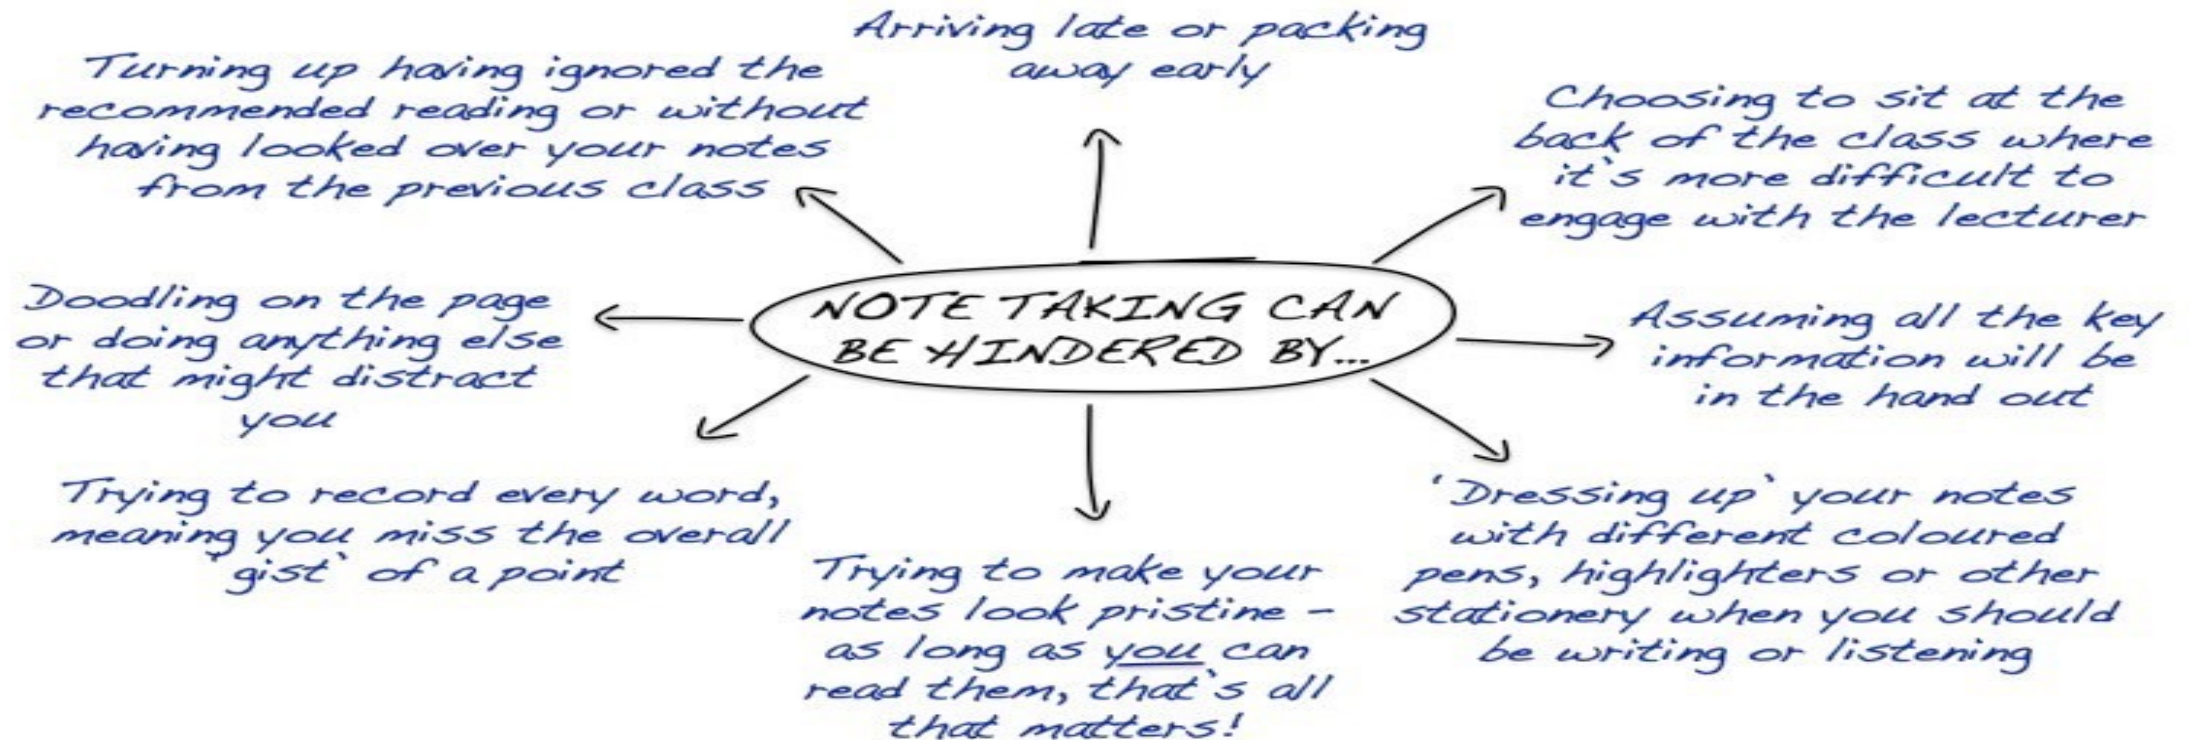 NOTE TAKING CAN
BE HINDERED BY...
Arriving late or packing
away early
Choosing to sit at the
back of the class where
it`s more difficult to
engage with the lecturer
Assuming all the key
information will be
in the hand out
'Dressing up` your notes
with different coloured
pens, highlighters or other
stationery when you should
be writing or listening
Trying to make your
notes look pristine -
as long as you can
read them, that`s all
that matters!
Trying to record every word,
meaning you miss the overall
`gist` of a point
Doodling on the page
or doing anything else
that might distract
you
Turning up having ignored the
recommended reading or without
having looked over your notes
from the previous class